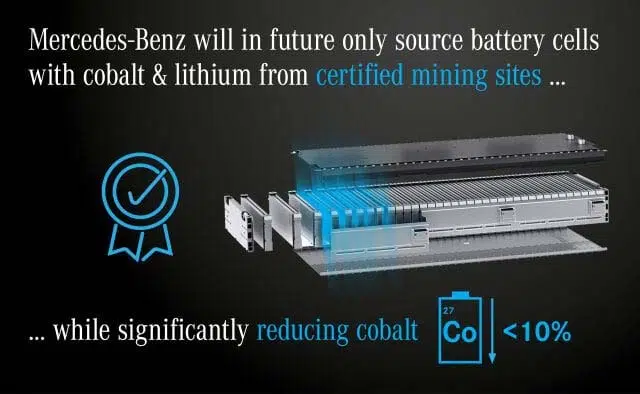 Mercedes-Benz will in future only source battery cells
with cobalt & lithium from certified mining sites ...
... while significantly reducing cobalt
27
Co
<10%